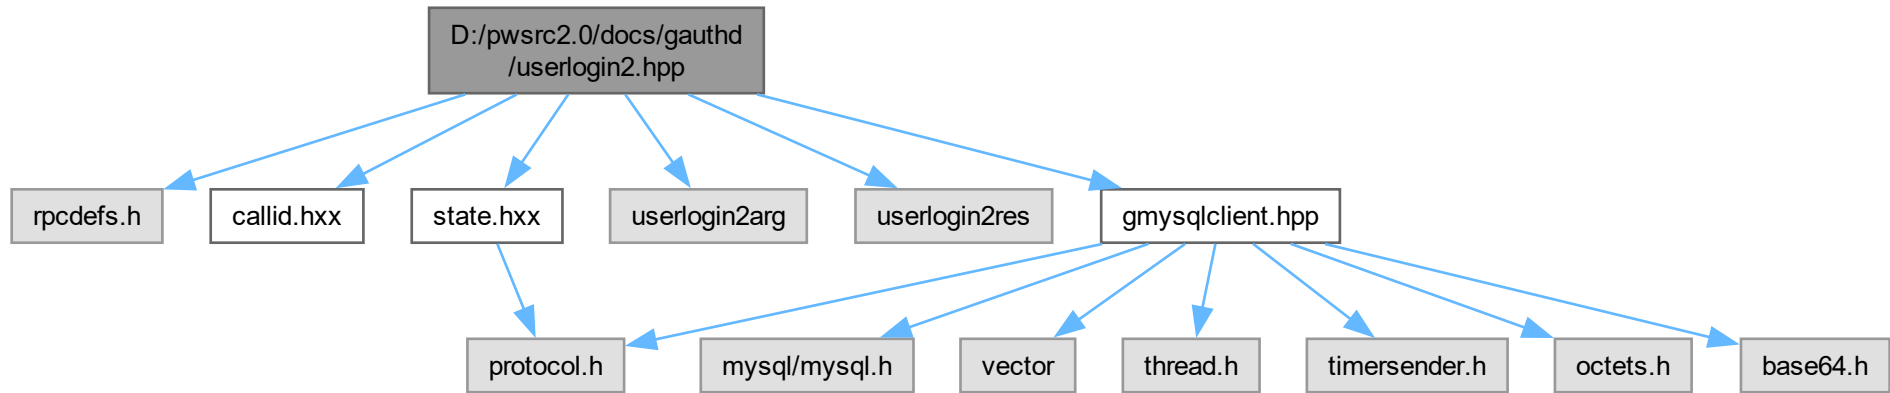 D:/pwsrc2.0/docs/gauthd
/userlogin2.hpp
rpcdefs.h
callid.hxx
state.hxx
userlogin2arg
userlogin2res
gmysqlclient.hpp
protocol.h
mysql/mysql.h
vector
thread.h
timersender.h
octets.h
base64.h